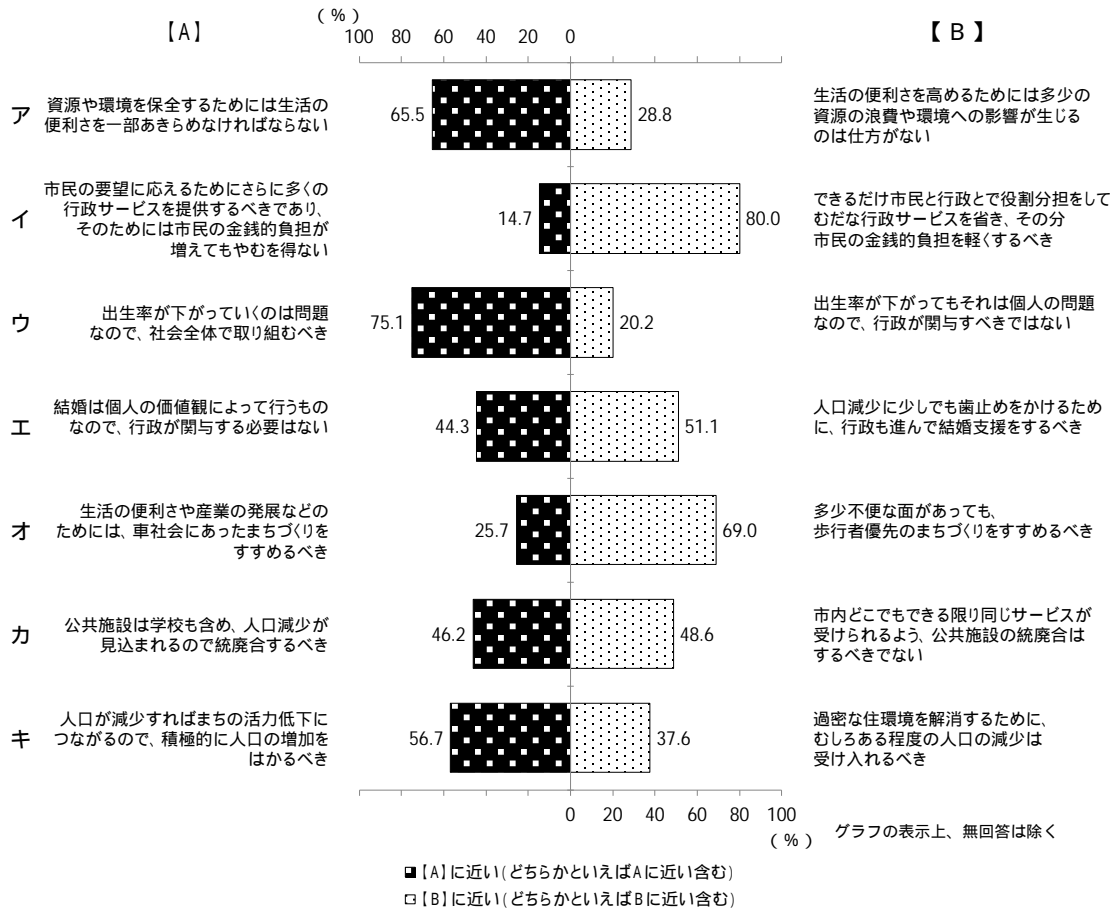 (％)
【A】
【B】
100 80 60 40 20 0
ア
資源や環境を保全するためには生活の
便利さを一部あきらめなければならない
65.5
28.8
生活の便利さを高めるためには多少の
資源の浪費や環境への影響が生じる
のは仕方がない
イ
市民の要望に応えるためにさらに多くの
行政サービスを提供するべきであり、
そのためには市民の金銭的負担が
増えてもやむを得ない
14.7
80.0
できるだけ市民と行政とで役割分担をして
むだな行政サービスを省き、その分
市民の金銭的負担を軽くするべき
ウ
出生率が下がっていくのは問題
なので、社会全体で取り組むべき
75.1
20.2
出生率が下がってもそれは個人の問題
なので、行政が関与すべきではない
エ
結婚は個人の価値観によって行うもの
なので、行政が関与する必要はない
44.3
51.1
人口減少に少しでも歯止めをかけるため
に、行政も進んで結婚支援をするべき
オ
生活の便利さや産業の発展などの
ためには、車社会にあったまちづくりを
すすめるべき
25.7
69.0
多少不便な面があっても、
歩行者優先のまちづくりをすすめるべき
カ
公共施設は学校も含め、人口減少が
見込まれるので統廃合するべき
46.2
48.6
市内どこでもできる限り同じサービスが
受けられるよう、公共施設の統廃合は
するべきでない
キ
人口が減少すればまちの活力低下に
つながるので、積極的に人口の増加を
はかるべき
56.7
37.6
過密な住環境を解消するために、
むしろある程度の人口の減少は
受け入れるべき
0 20 40 60 80 100
(％)
グラフの表示上、無回答は除く
【A】に近い(どちらかといえばAに近い含む)
【B】に近い(どちらかといえばBに近い含む)